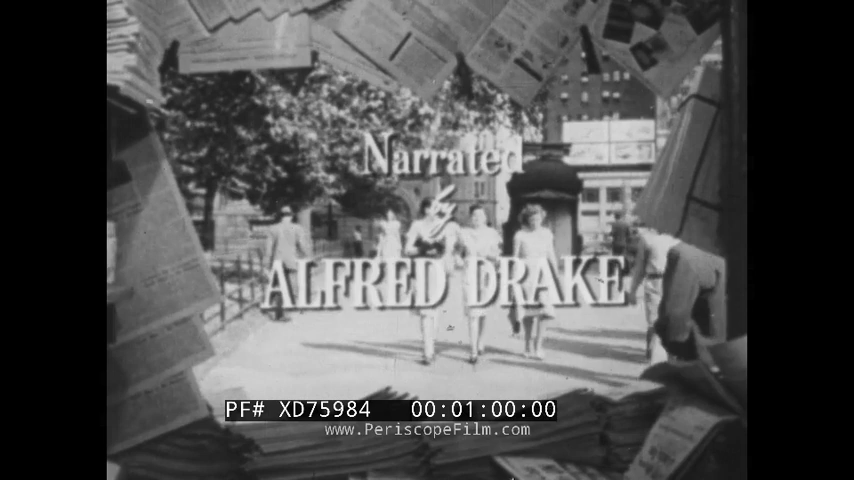 Narrated
by
ALFRED DRAKE
PF# XD75984 00:01:00:00
www.PeriscopeFilm.com